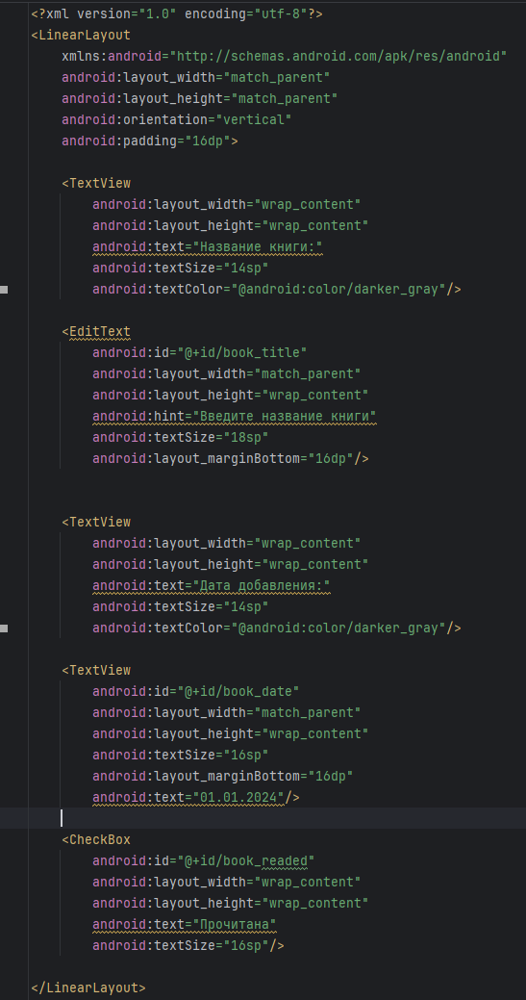 <?xml version="1.0" encoding="utf-8"?>
<LinearLayout
    xmlns:android="http://schemas.android.com/apk/res/android"
    android:layout_width="match_parent"
    android:layout_height="match_parent"
    android:orientation="vertical"
    android:padding="16dp">

    <TextView
        android:layout_width="wrap_content"
        android:layout_height="wrap_content"
        android:text="Название книги:"
        android:textSize="14sp"
        android:textColor="@android:color/darker_gray"/>

    <EditText
        android:id="@+id/book_title"
        android:layout_width="match_parent"
        android:layout_height="wrap_content"
        android:hint="Введите название книги"
        android:textSize="18sp"
        android:layout_marginBottom="16dp"/>


    <TextView
        android:layout_width="wrap_content"
        android:layout_height="wrap_content"
        android:text="Дата добавления:"
        android:textSize="14sp"
        android:textColor="@android:color/darker_gray"/>

    <TextView
        android:id="@+id/book_date"
        android:layout_width="match_parent"
        android:layout_height="wrap_content"
        android:textSize="16sp"
        android:layout_marginBottom="16dp"
        android:text="01.01.2024"/>

    <CheckBox
        android:id="@+id/book_readed"
        android:layout_width="wrap_content"
        android:layout_height="wrap_content"
        android:text="Прочитана"
        android:textSize="16sp"/>

</LinearLayout>